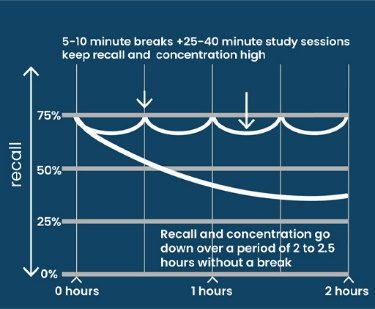 5-10 minute breaks +25-40 minute study sessions
keep recall and concentration high
75%
50%
25%
0%
recall
Recall and concentration go
down over a period of 2 to 2.5
hours without a break
0 hours
1 hours
2 hours